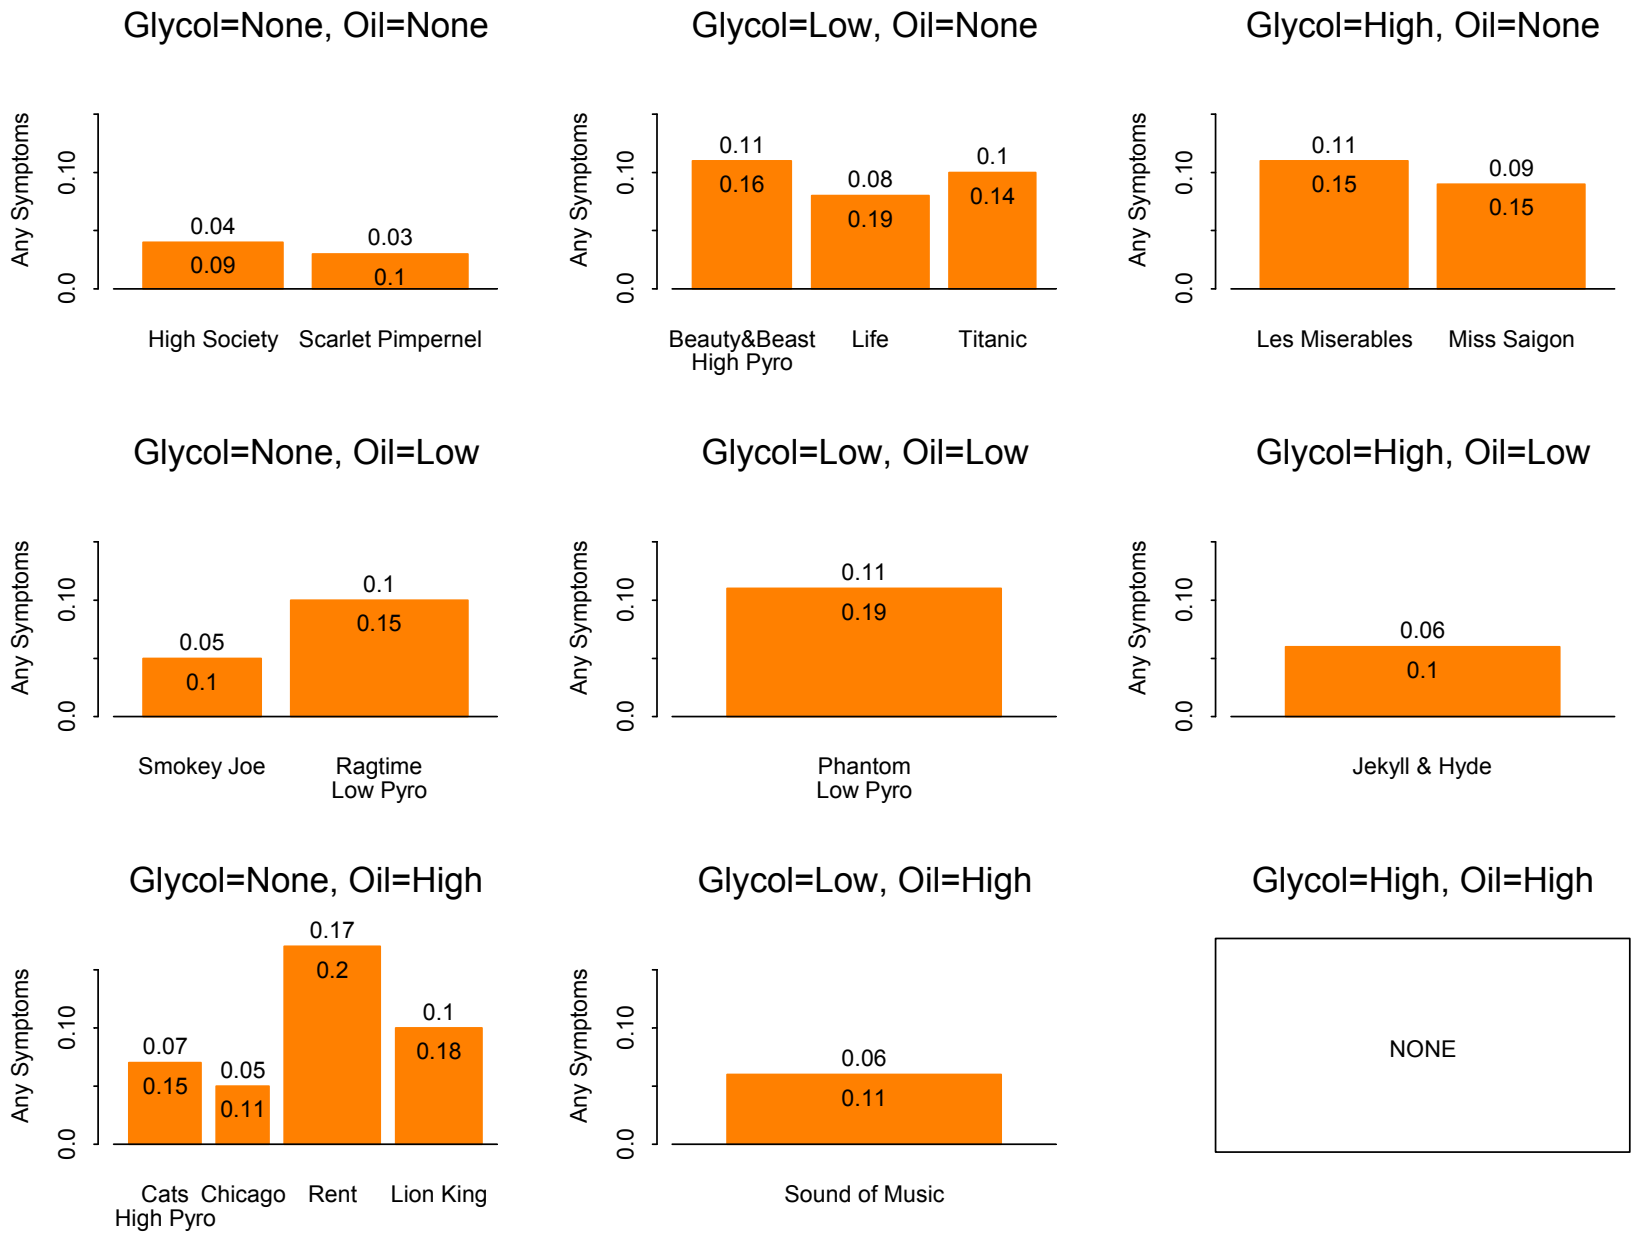 Glycol=None, Oil=None
Any Symptoms
0.10
0.0
0.04
0.09
0.03
0.1
High Society
Scarlet Pimpernel
Glycol=Low, Oil=None
Any Symptoms
0.10
0.0
0.11
0.16
0.08
0.19
0.1
0.14
Beauty&Beast
High Pyro
Life
Titanic
Glycol=High, Oil=None
Any Symptoms
0.10
0.0
0.11
0.15
0.09
0.15
Les Miserables
Miss Saigon
Glycol=None, Oil=Low
Any Symptoms
0.10
0.0
0.05
0.1
0.1
0.15
Smokey Joe
Ragtime
Low Pyro
Glycol=Low, Oil=Low
Any Symptoms
0.10
0.0
0.11
0.19
Phantom
Low Pyro
Glycol=High, Oil=Low
Any Symptoms
0.10
0.0
0.06
0.1
Jekyll & Hyde
Glycol=None, Oil=High
Any Symptoms
0.10
0.0
0.07
0.15
0.05
0.11
0.17
0.2
0.1
0.18
Cats
High Pyro
Chicago
Rent
Lion King
Glycol=Low, Oil=High
Any Symptoms
0.10
0.0
0.06
0.11
Sound of Music
Glycol=High, Oil=High
NONE